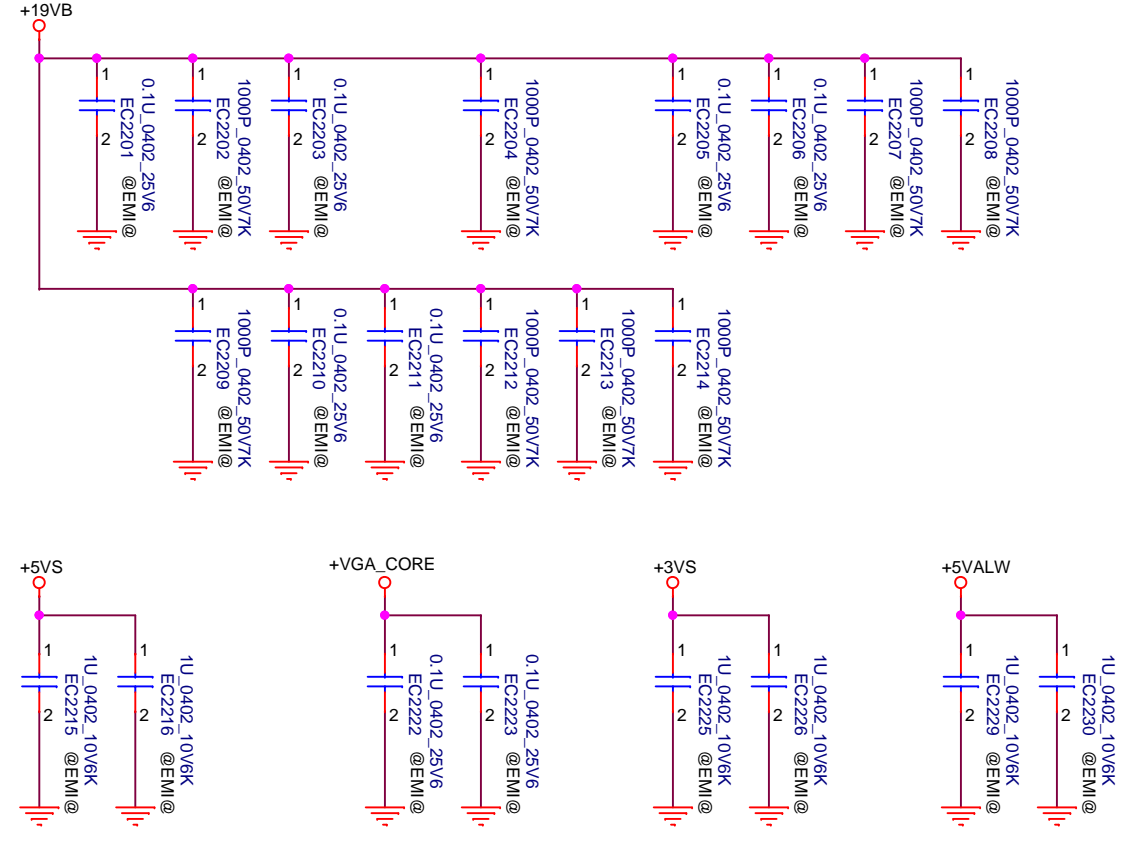 +19VB
1
2
0.1U_0402_25V6
EC2201 @EMI@
1
2
1000P_0402_50V7K
EC2202 @EMI@
1
2
0.1U_0402_25V6
EC2203 @EMI@
1
2
1000P_0402_50V7K
EC2204 @EMI@
1
2
0.1U_0402_25V6
EC2205 @EMI@
1
2
0.1U_0402_25V6
EC2206 @EMI@
1
2
1000P_0402_50V7K
EC2207 @EMI@
1
2
1000P_0402_50V7K
EC2208 @EMI@
1
2
1000P_0402_50V7K
EC2209 @EMI@
1
2
0.1U_0402_25V6
EC2210 @EMI@
1
2
0.1U_0402_25V6
EC2211 @EMI@
1
2
1000P_0402_50V7K
EC2212 @EMI@
1
2
1000P_0402_50V7K
EC2213 @EMI@
1
2
1000P_0402_50V7K
EC2214 @EMI@
+5VS
1
2
1U_0402_10V6K
EC2215 @EMI@
1
2
1U_0402_10V6K
EC2216 @EMI@
+VGA_CORE
1
2
0.1U_0402_25V6
EC2222 @EMI@
1
2
0.1U_0402_25V6
EC2223 @EMI@
+3VS
1
2
1U_0402_10V6K
EC2225 @EMI@
1
2
1U_0402_10V6K
EC2226 @EMI@
+5VALW
1
2
1U_0402_10V6K
EC2229 @EMI@
1
2
1U_0402_10V6K
EC2230 @EMI@